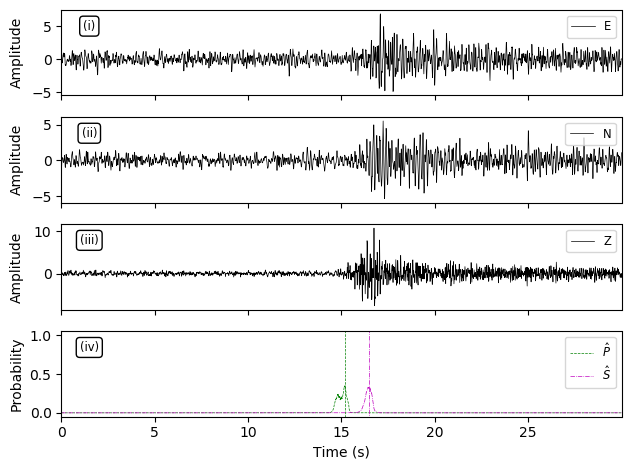 (i)
E
Amplitude
5
0
−5
(ii)
N
Amplitude
5
0
−5
(iii)
Z
Amplitude
10
0
(iv)
P̂
Ŝ
Probability
1.0
0.5
0.0
0 5 10 15 20 25
Time (s)